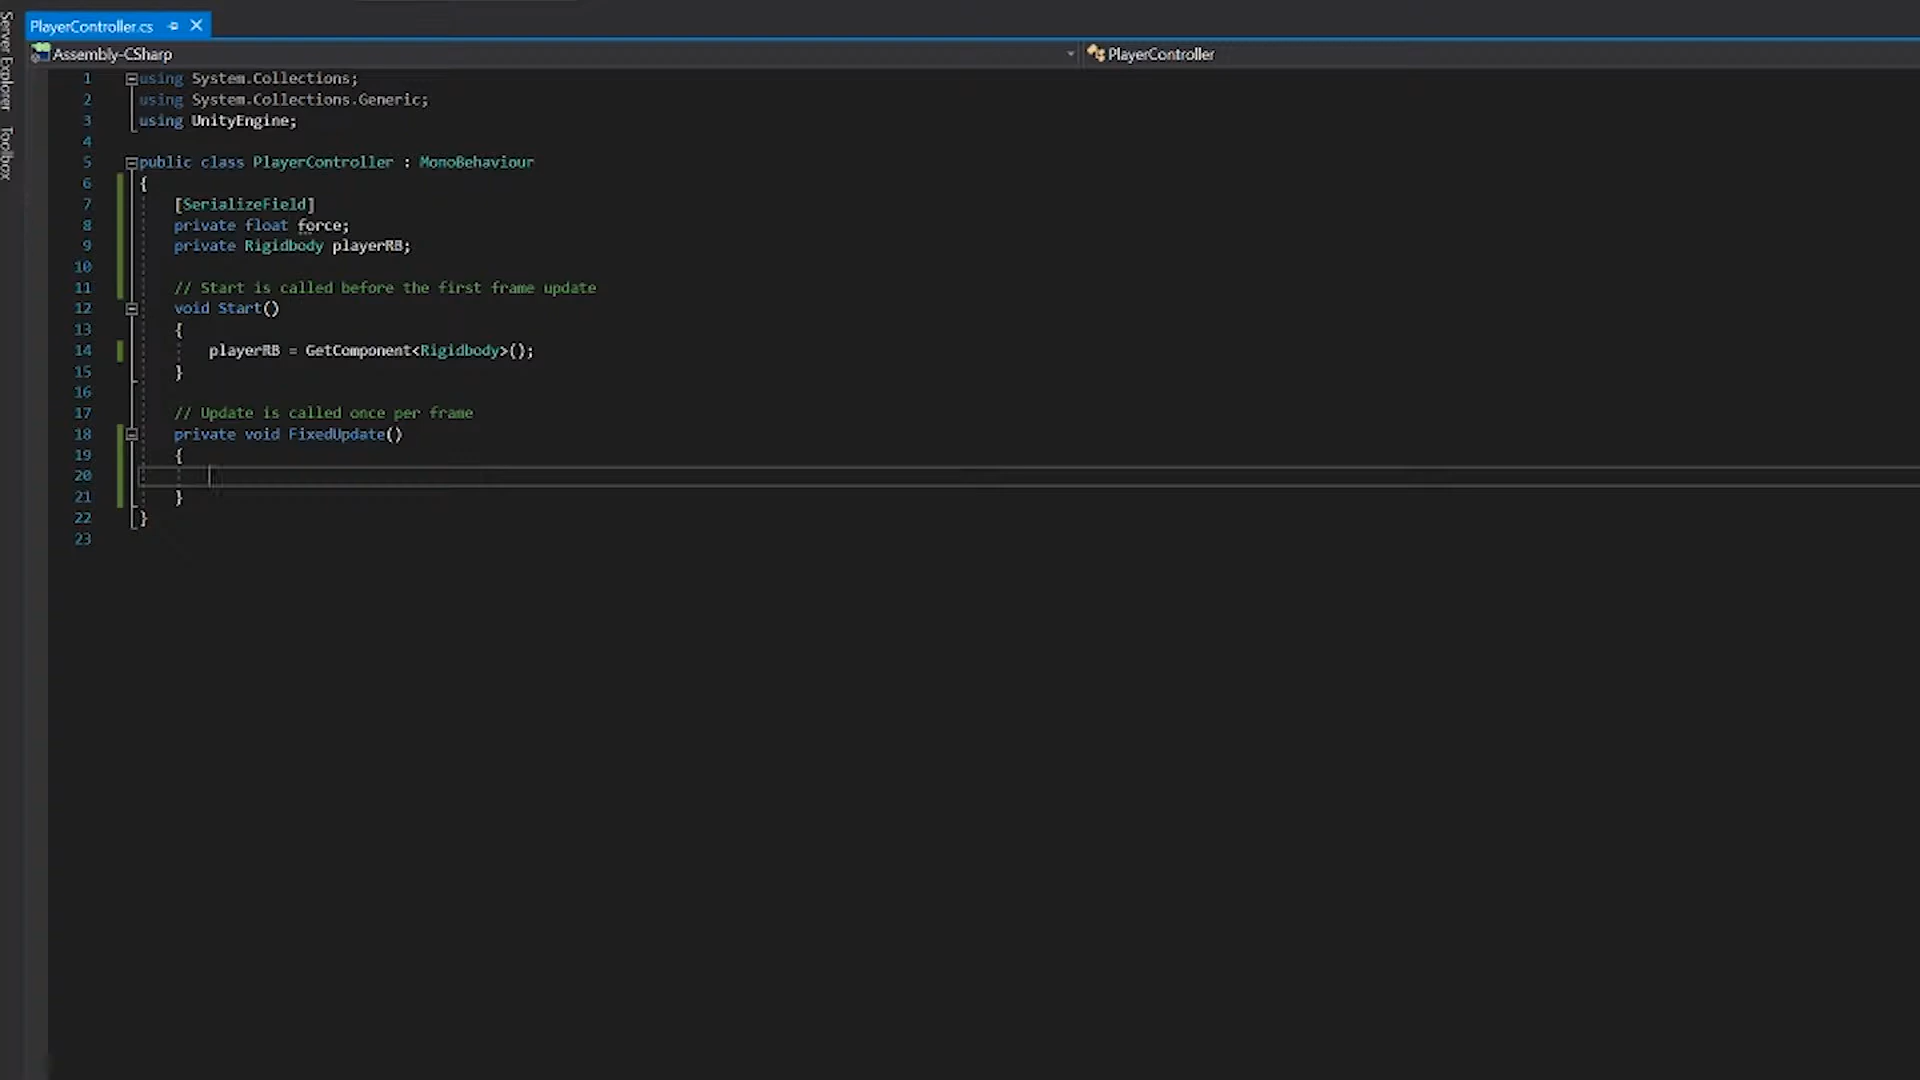 PlayerController.cs
Assembly-CSharp
PlayerController
Server Explorer
Toolbox
1 using System.Collections;
2 using System.Collections.Generic;
3 using UnityEngine;
4
5 public class PlayerController : MonoBehaviour
6 {
7 [SerializeField]
8 private float force;
9 private Rigidbody playerRB;
10
11 // Start is called before the first frame update
12 void Start()
13 {
14 playerRB = GetComponent<Rigidbody>();
15 }
16
17 // Update is called once per frame
18 private void FixedUpdate()
19 {
20
21 }
22 }
23